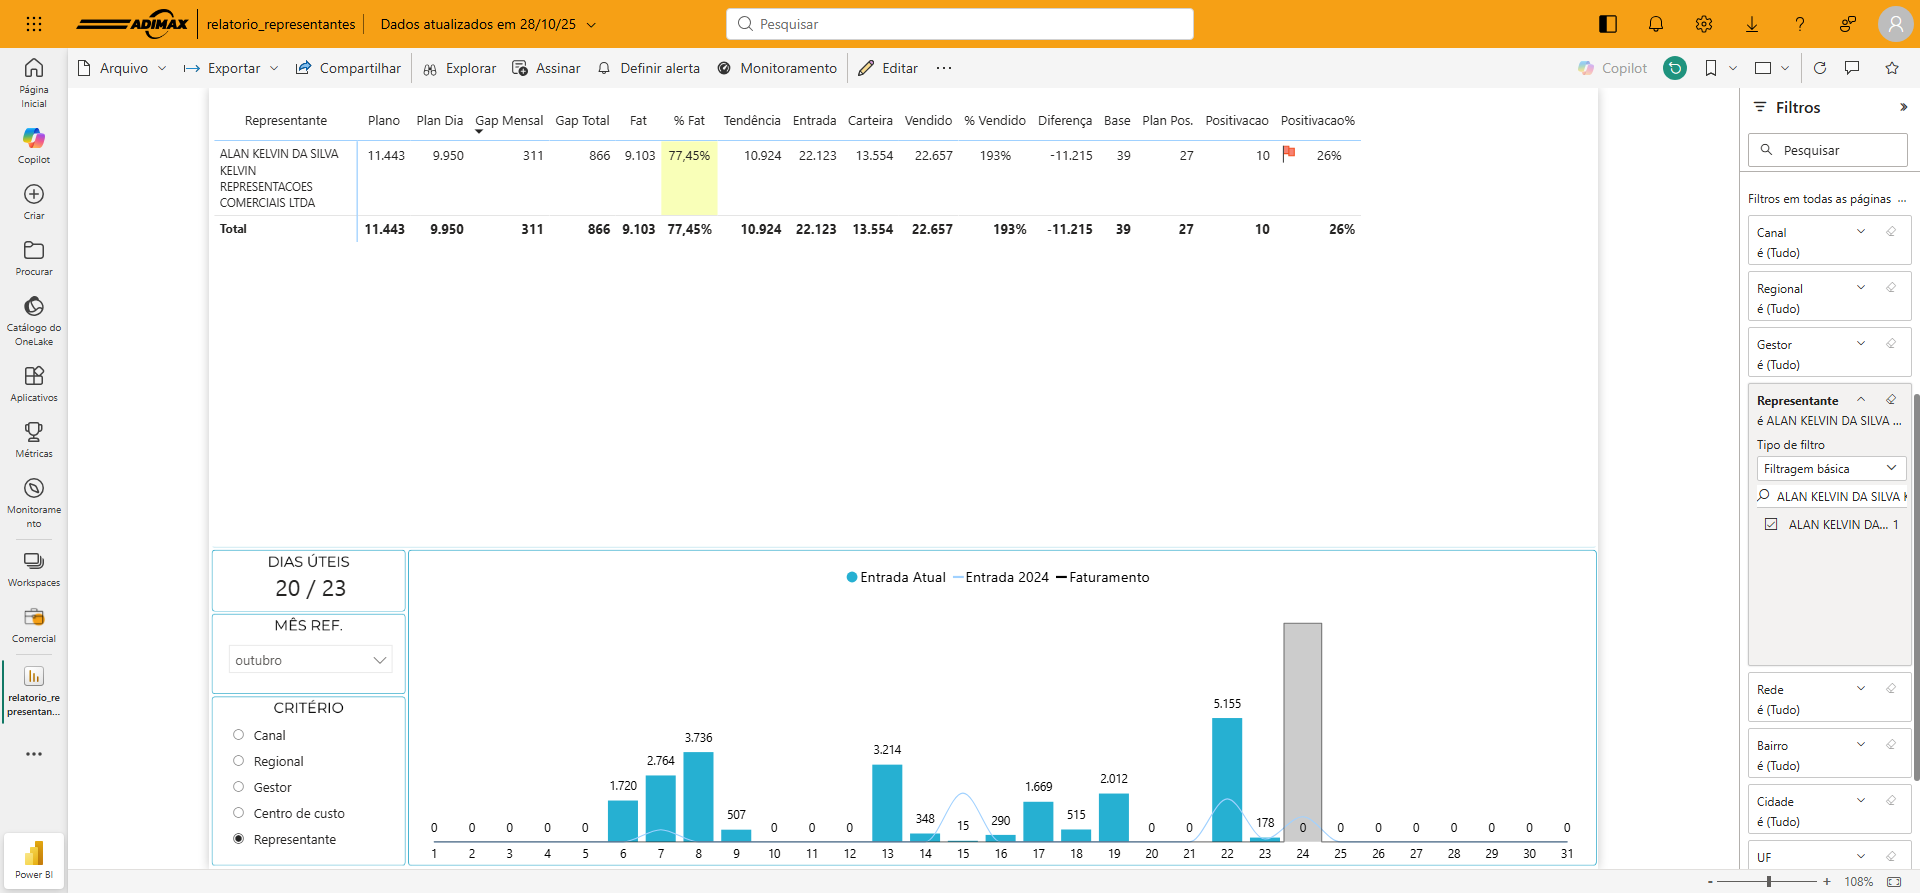 ADIMAX
relatorio_representantes
Dados atualizados em 28/10/25
Pesquisar
Arquivo
Exportar
Compartilhar
Explorar
Assinar
Definir alerta
Monitoramento
Editar
Copilot
Página
Inicial
Copilot
Criar
Procurar
Catálogo do
OneLake
Aplicativos
Métricas
Monitorame
nto
Workspaces
Comercial
relatorio_re
presentan...
Power BI
Representante Plano Plan Dia Gap Mensal Gap Total Fat % Fat Tendência Entrada Carteira Vendido % Vendido Diferença Base Plan Pos. Positivacao Positivacao%
ALAN KELVIN DA SILVA 11.443 9.950 311 866 9.103 77,45% 10.924 22.123 13.554 22.657 193% -11.215 39 27 10 26%
KELVIN
REPRESENTACOES
COMERCIAIS LTDA
Total 11.443 9.950 311 866 9.103 77,45% 10.924 22.123 13.554 22.657 193% -11.215 39 27 10 26%
DIAS ÚTEIS
20 / 23
MÊS REF.
outubro
CRITÉRIO
Canal
Regional
Gestor
Centro de custo
Representante
Entrada Atual Entrada 2024 Faturamento
0 0 0 0 0 1.720 2.764 3.736 507 0 0 0 3.214 348 15 290 1.669 515 2.012 0 0 5.155 178 0 0 0 0 0 0 0 0
1 2 3 4 5 6 7 8 9 10 11 12 13 14 15 16 17 18 19 20 21 22 23 24 25 26 27 28 29 30 31
Filtros
Pesquisar
Filtros em todas as páginas ...
Canal
é (Tudo)
Regional
é (Tudo)
Gestor
é (Tudo)
Representante
é ALAN KELVIN DA SILVA ...
Tipo de filtro
Filtragem básica
ALAN KELVIN DA SILVA K
ALAN KELVIN DA... 1
Rede
é (Tudo)
Bairro
é (Tudo)
Cidade
é (Tudo)
UF
- + 108%